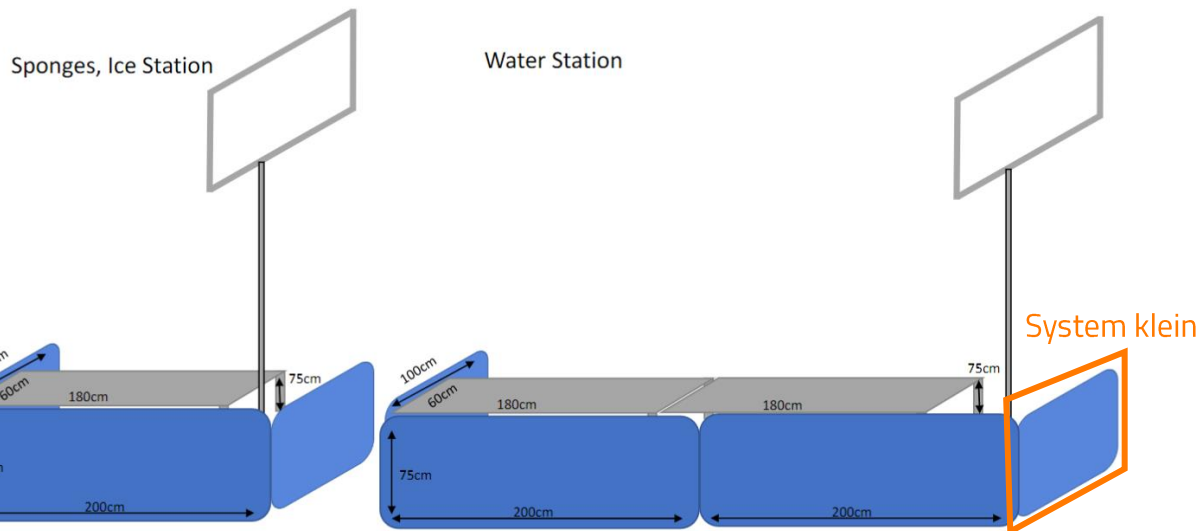 Sponges, Ice Station
Water Station
System klein
60cm
180cm
75cm
200cm
100cm
60cm
180cm
180cm
75cm
75cm
200cm
200cm